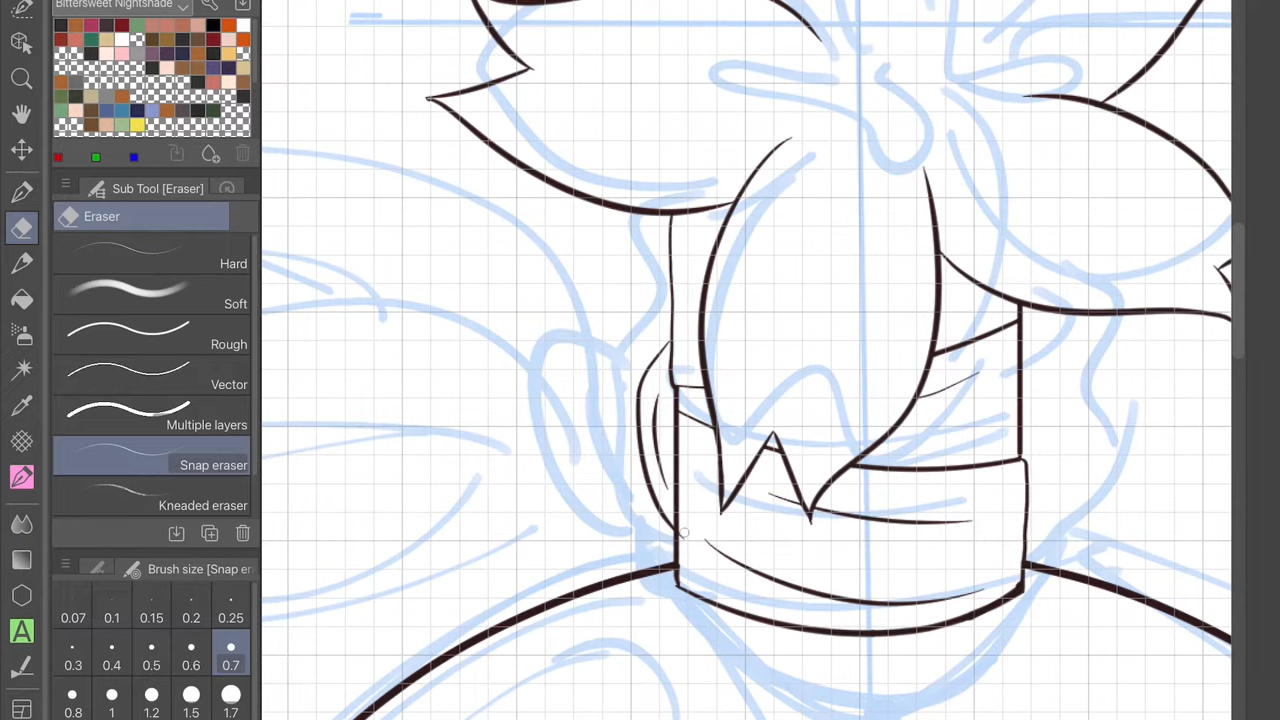 Bittersweet Nightshade
Sub Tool [Eraser]
Eraser
Hard
Soft
Rough
Vector
Multiple layers
Snap eraser
Kneaded eraser
Brush size [Snap er
0.07 0.1 0.15 0.2 0.25
0.3 0.4 0.5 0.6 0.7
0.8 1 1.2 1.5 1.7
A